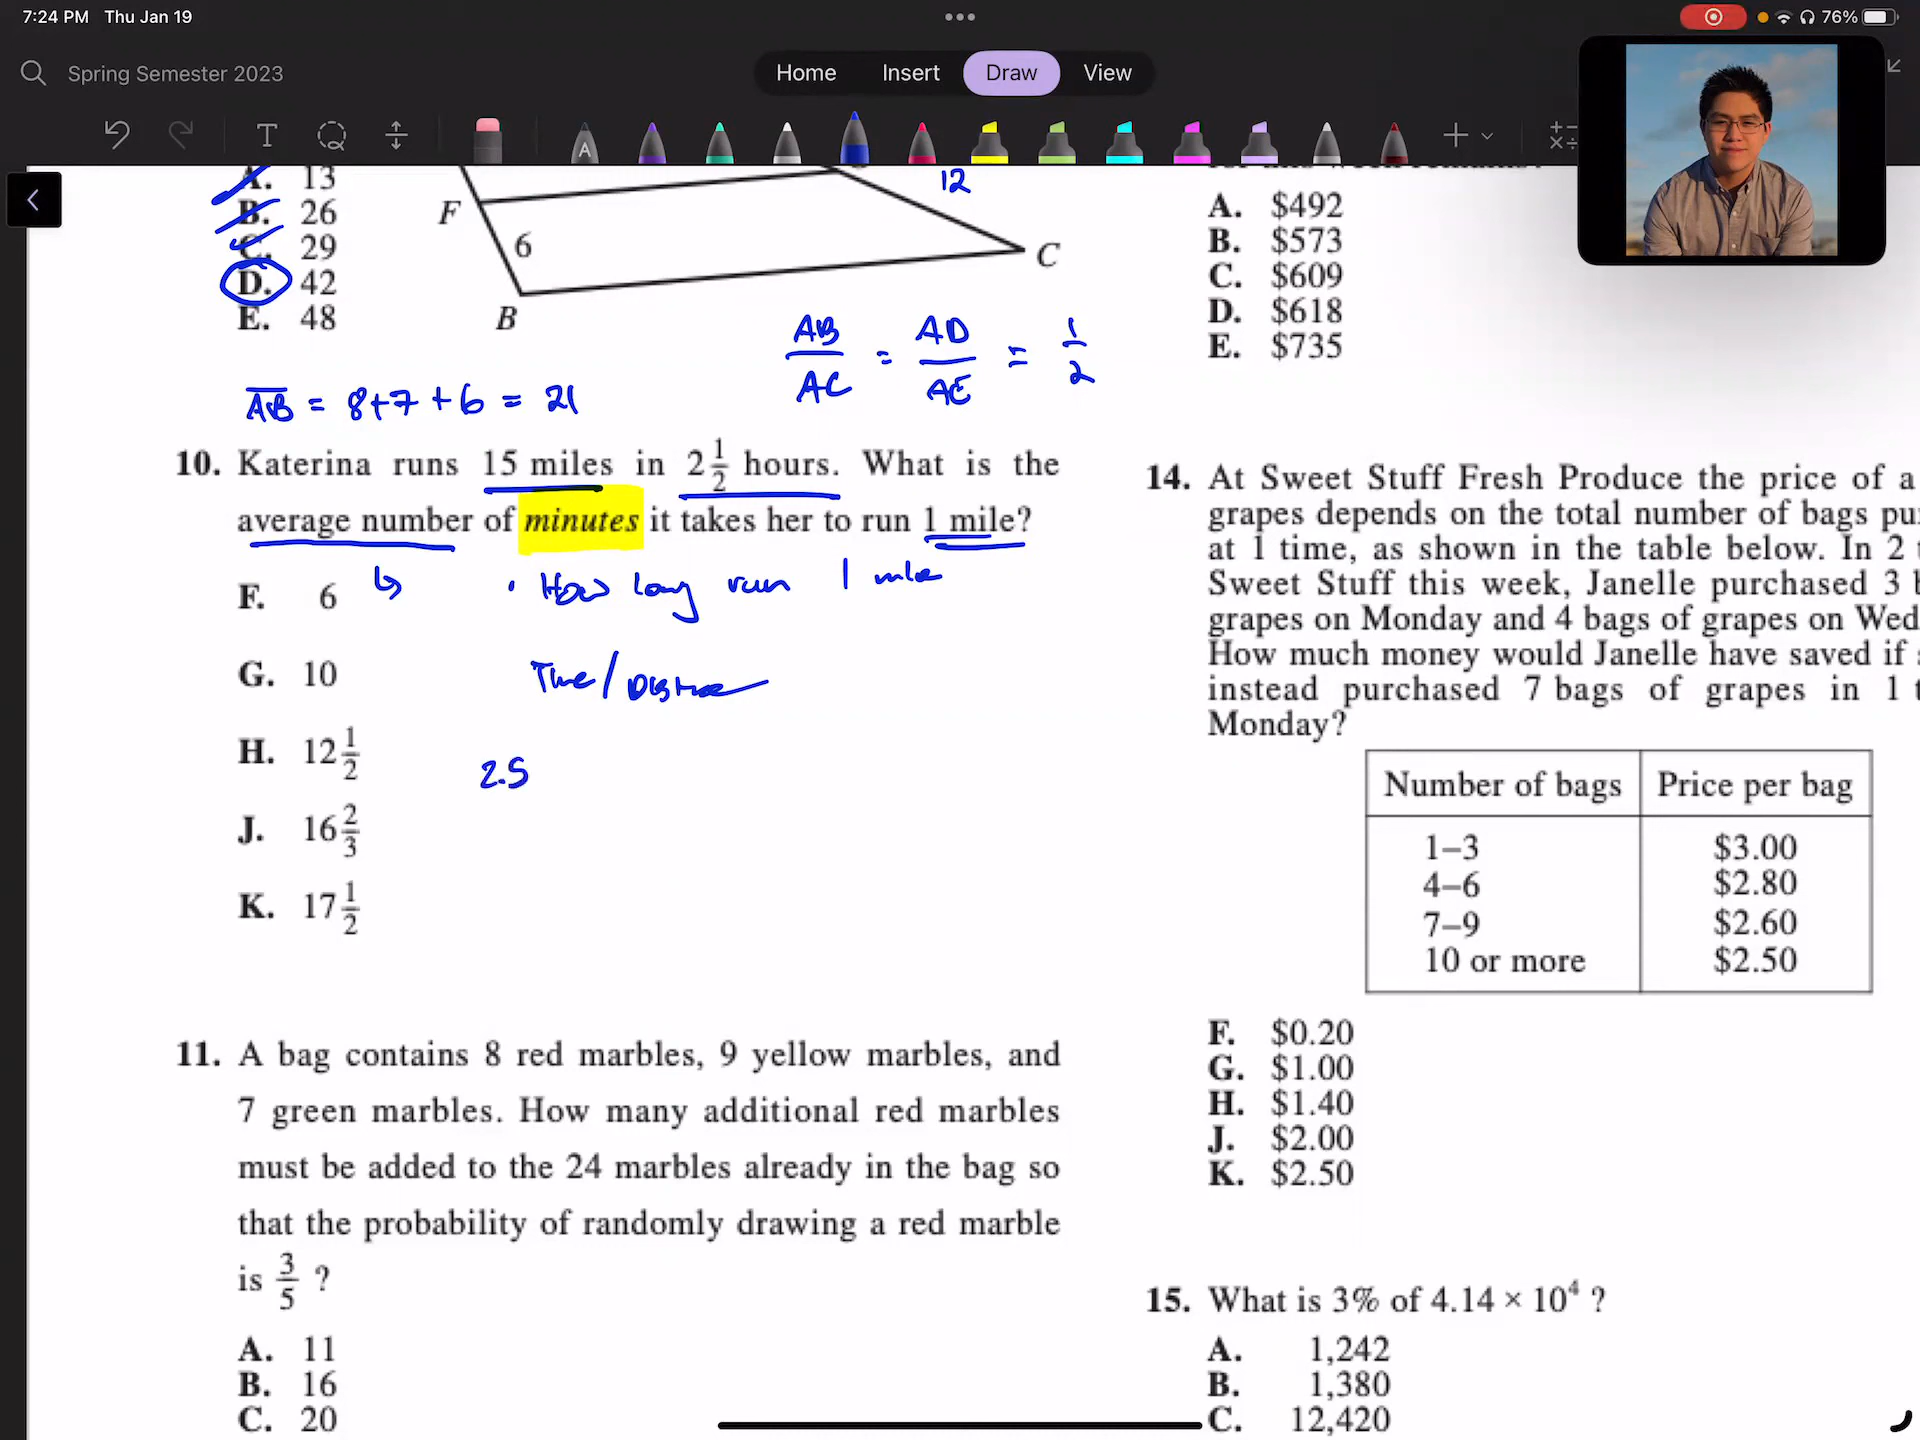 7:24 PM Thu Jan 19
76%
Spring Semester 2023
Home Insert Draw View
A. 13
B. 26
C. 29
D. 42
E. 48
F
6
B
C
12
AB/AC = AD/AE = 1/2
AB = 8+7+6 = 21
10. Katerina runs 15 miles in 2 1/2 hours. What is the
average number of minutes it takes her to run 1 mile?
F. 6
G. 10
H. 12 1/2
J. 16 2/3
K. 17 1/2
• How long run 1 mile
Time / Distance
2.5
11. A bag contains 8 red marbles, 9 yellow marbles, and
7 green marbles. How many additional red marbles
must be added to the 24 marbles already in the bag so
that the probability of randomly drawing a red marble
is 3/5 ?
A. 11
B. 16
C. 20
A. $492
B. $573
C. $609
D. $618
E. $735
14. At Sweet Stuff Fresh Produce the price of a
grapes depends on the total number of bags pu
at 1 time, as shown in the table below. In 2
Sweet Stuff this week, Janelle purchased 3
grapes on Monday and 4 bags of grapes on Wed
How much money would Janelle have saved if
instead purchased 7 bags of grapes in 1
Monday?
Number of bags Price per bag
1–3 $3.00
4–6 $2.80
7–9 $2.60
10 or more $2.50
F. $0.20
G. $1.00
H. $1.40
J. $2.00
K. $2.50
15. What is 3% of 4.14 × 10⁴ ?
A. 1,242
B. 1,380
C. 12,420